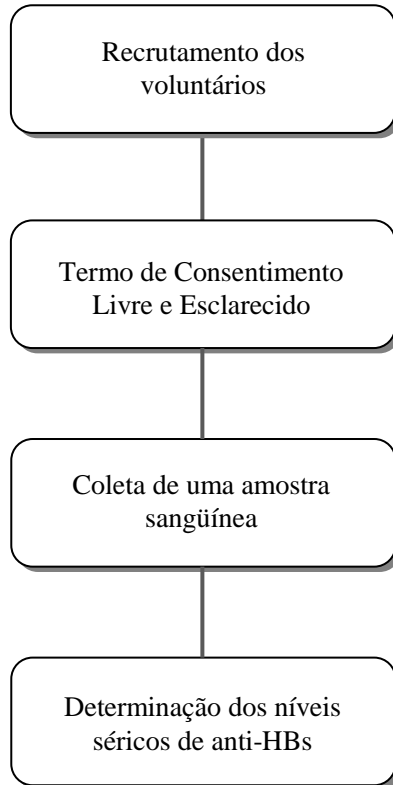 Recrutamento dos
voluntários
Termo de Consentimento
Livre e Esclarecido
Coleta de uma amostra
sangüínea
Determinação dos níveis
séricos de anti-HBs